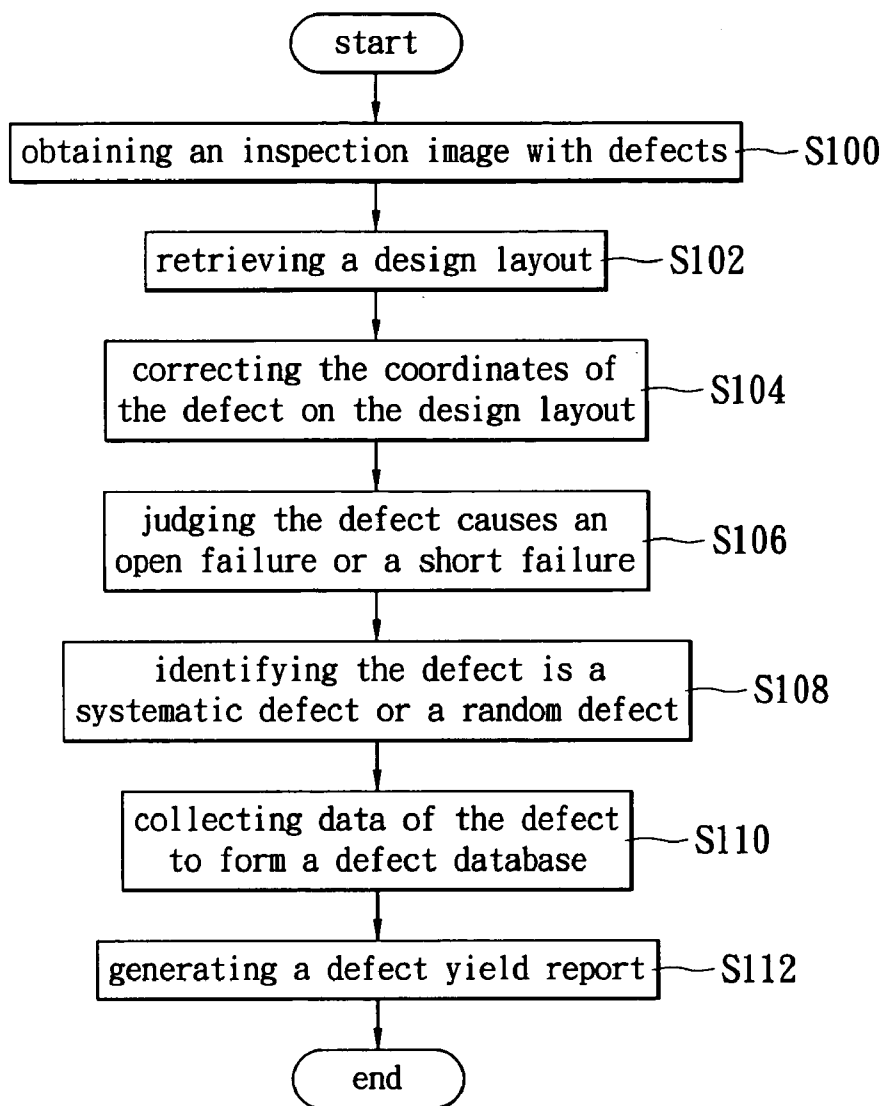 start
obtaining an inspection image with defects
S100
retrieving a design layout
S102
correcting the coordinates of
the defect on the design layout
S104
judging the defect causes an
open failure or a short failure
S106
identifying the defect is a
systematic defect or a random defect
S108
collecting data of the defect
to form a defect database
S110
generating a defect yield report
S112
end